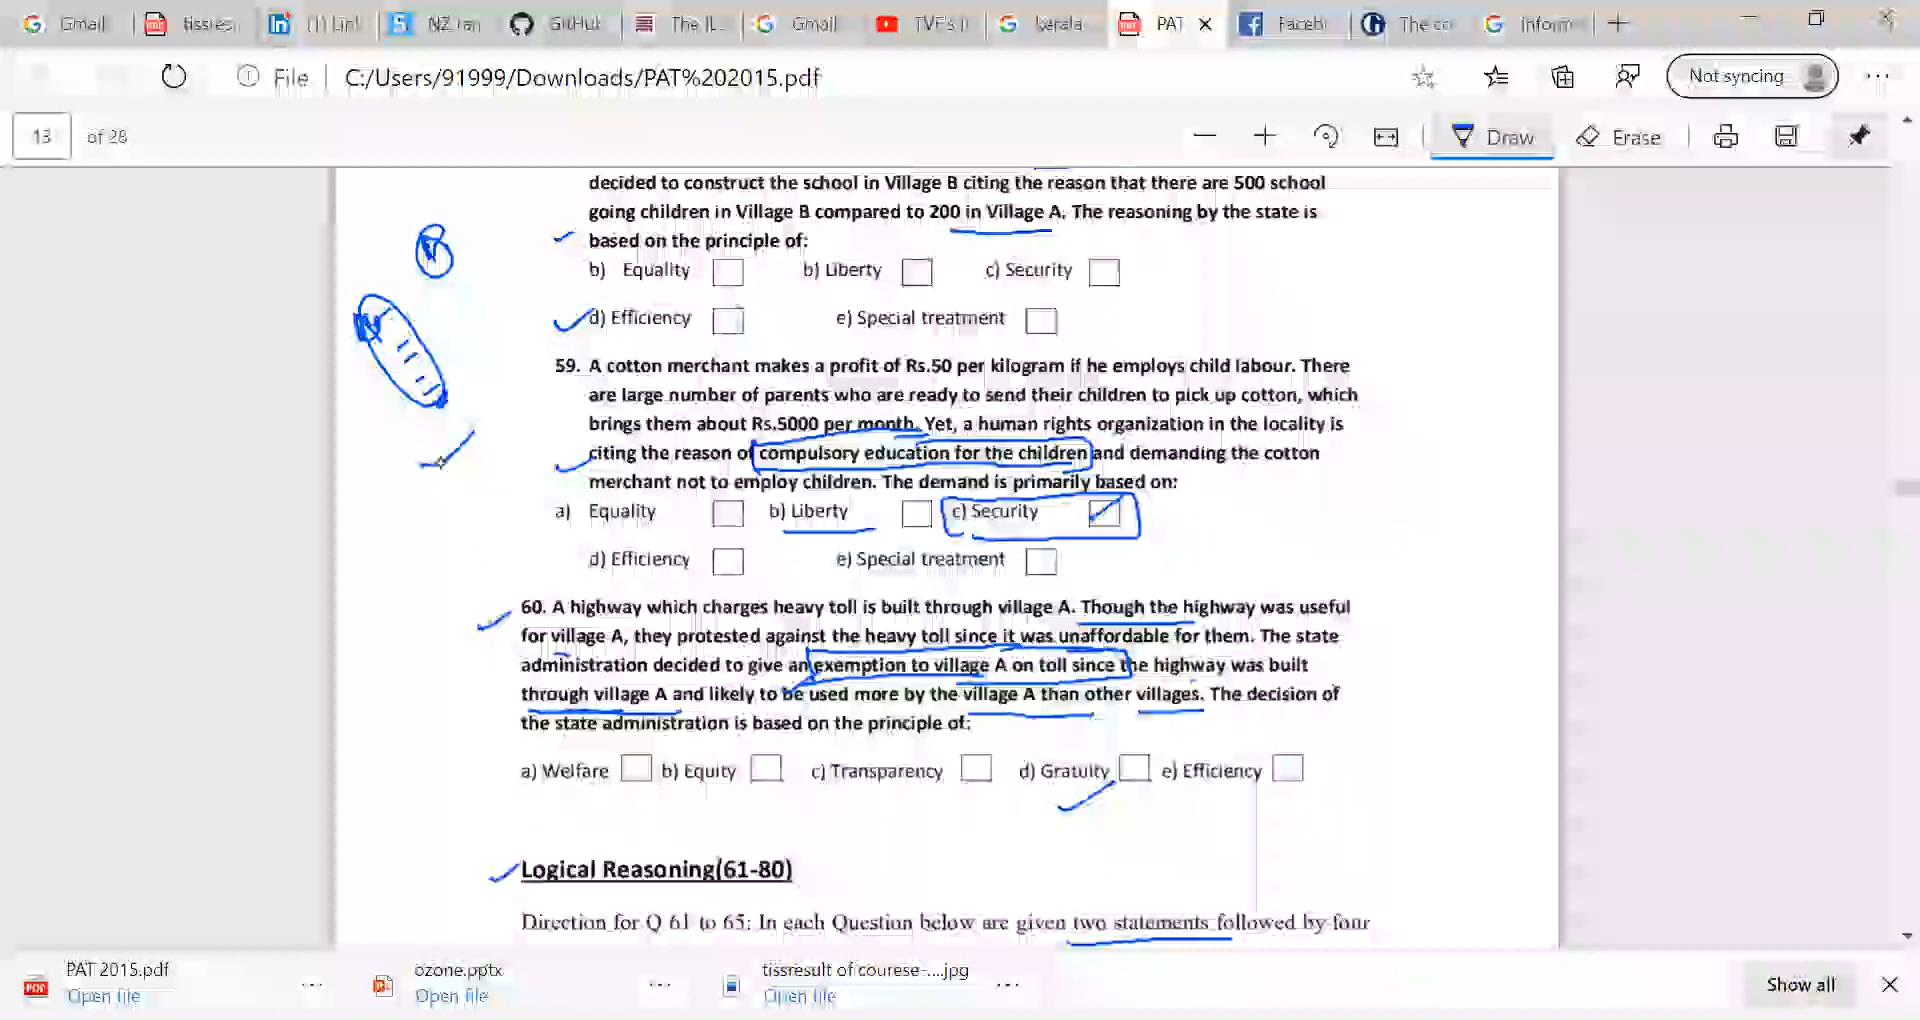 Gmail tissres (1) Lin NZ ran GitHub The IL Gmail TVF's kerala PAT Faceb The co inform
File C:/Users/91999/Downloads/PAT%202015.pdf Not syncing
13 of 28 Draw Erase
decided to construct the school in Village B citing the reason that there are 500 school
going children in Village B compared to 200 in Village A. The reasoning by the state is
based on the principle of:
b) Equality b) Liberty c) Security
d) Efficiency e) Special treatment
59. A cotton merchant makes a profit of Rs.50 per kilogram if he employs child labour. There
are large number of parents who are ready to send their children to pick up cotton, which
brings them about Rs.5000 per month. Yet, a human rights organization in the locality is
citing the reason of compulsory education for the children and demanding the cotton
merchant not to employ children. The demand is primarily based on:
a) Equality b) Liberty c) Security
d) Efficiency e) Special treatment
60. A highway which charges heavy toll is built through village A. Though the highway was useful
for village A, they protested against the heavy toll since it was unaffordable for them. The state
administration decided to give an exemption to village A on toll since the highway was built
through village A and likely to be used more by the village A than other villages. The decision of
the state administration is based on the principle of:
a) Welfare b) Equity c) Transparency d) Gratuity e) Efficiency
Logical Reasoning(61-80)
Direction for Q 61 to 65: In each Question below are given two statements followed by four
PAT 2015.pdf ozone.pptx tissresult of courese-....jpg Show all
Open file Open file Open file